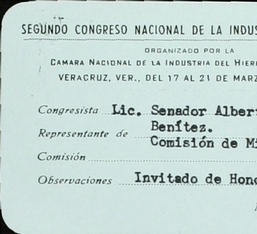 SEGUNDO CONGRESO NACIONAL DE LA INDUS
ORGANIZADO POR LA
CAMARA NACIONAL DE LA INDUSTRIA DEL HIER
VERACRUZ, VER., DEL 17 AL 21 DE MARZ
Congresista Lic. Senador Albert
Benítez.
Representante de Comisión de Mi
Comisión
Observaciones Invitado de Hono